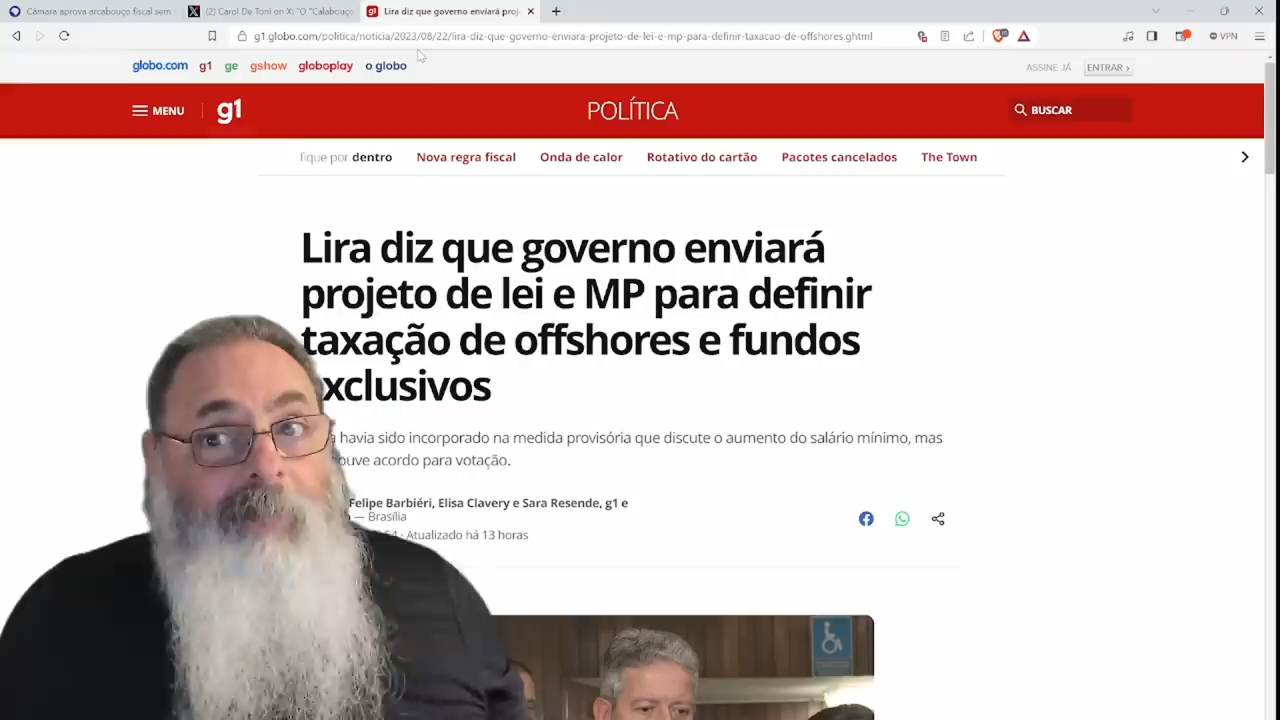 Câmara aprova arcabouço fiscal sem
(2) Carol De Toni on X: "O "Calabouço
Lira diz que governo enviará proj
g1.globo.com/politica/noticia/2023/08/22/lira-diz-que-governo-enviara-projeto-de-lei-e-mp-para-definir-taxacao-de-offshores.ghtml
VPN
globo.com g1 ge gshow globoplay o globo
ASSINE JÁ ENTRAR ›
MENU g1 POLÍTICA BUSCAR
fique por dentro Nova regra fiscal Onda de calor Rotativo do cartão Pacotes cancelados The Town
Lira diz que governo enviará
projeto de lei e MP para definir
taxação de offshores e fundos
xclusivos
havia sido incorporado na medida provisória que discute o aumento do salário mínimo, mas
ouve acordo para votação.
Felipe Barbiéri, Elisa Clavery e Sara Resende, g1 e
— Brasília
· Atualizado há 13 horas